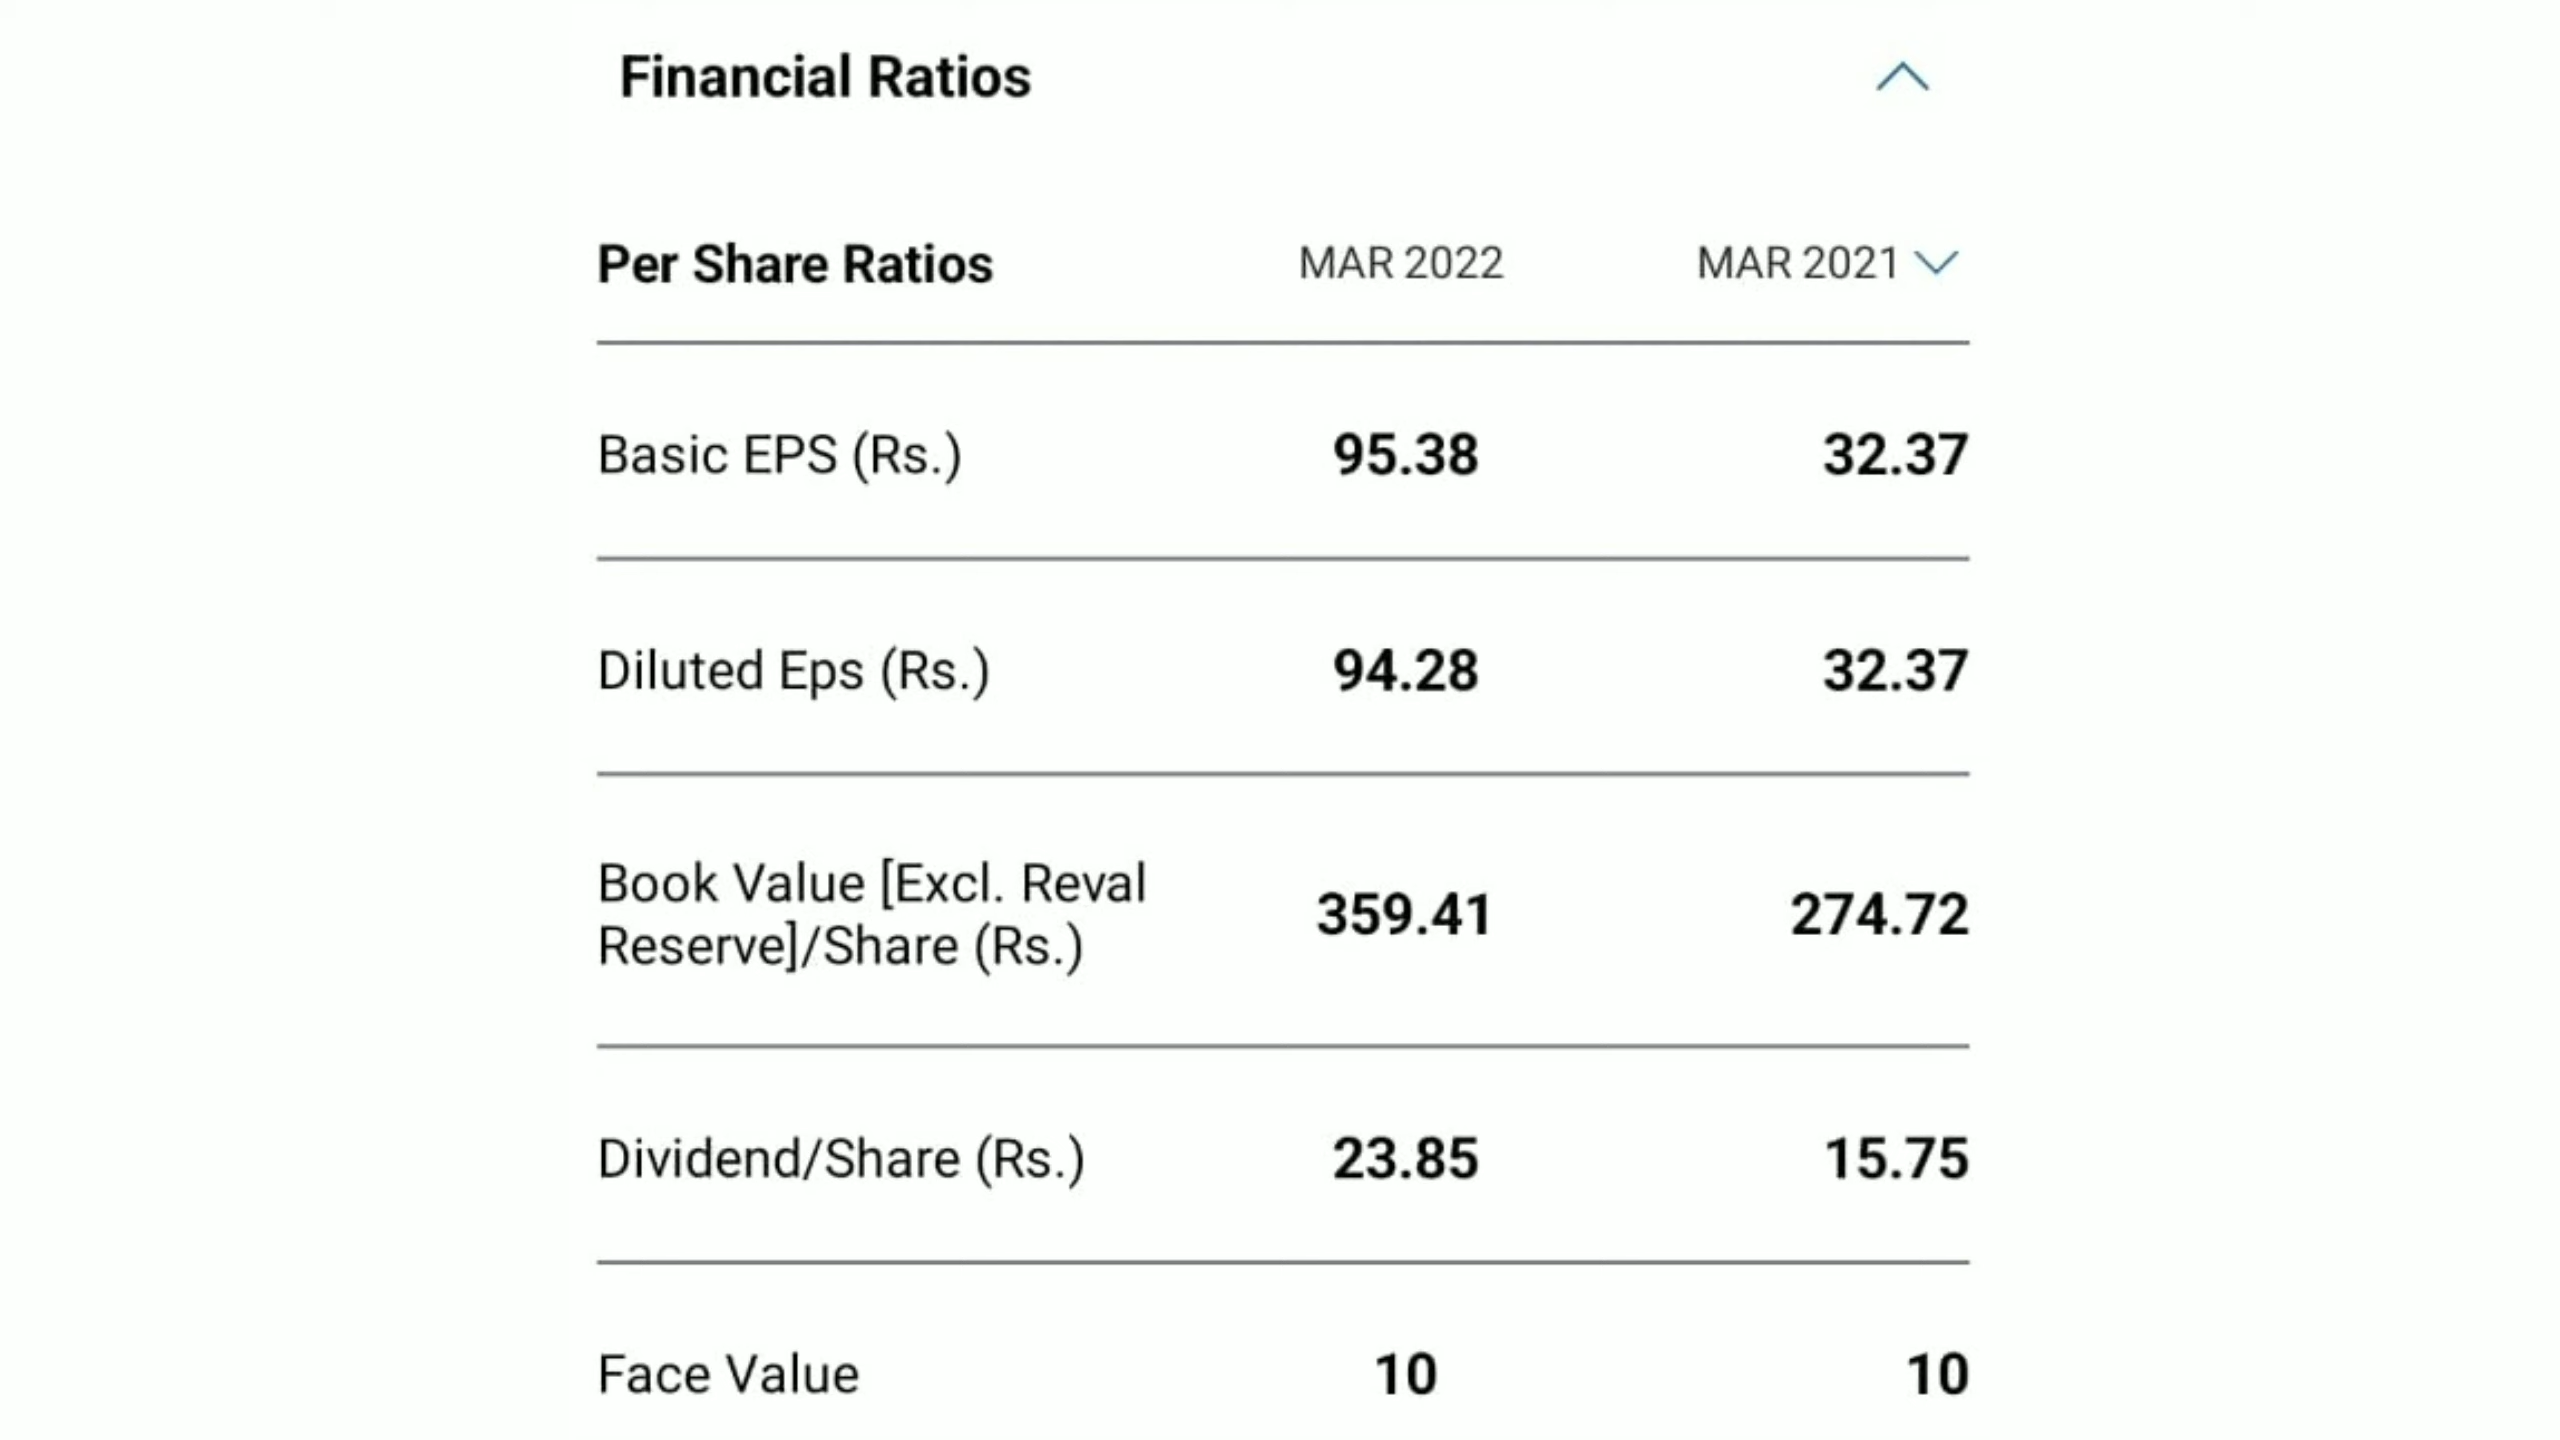 Financial Ratios
Per Share Ratios MAR 2022 MAR 2021
Basic EPS (Rs.) 95.38 32.37
Diluted Eps (Rs.) 94.28 32.37
Book Value [Excl. Reval
Reserve]/Share (Rs.) 359.41 274.72
Dividend/Share (Rs.) 23.85 15.75
Face Value 10 10